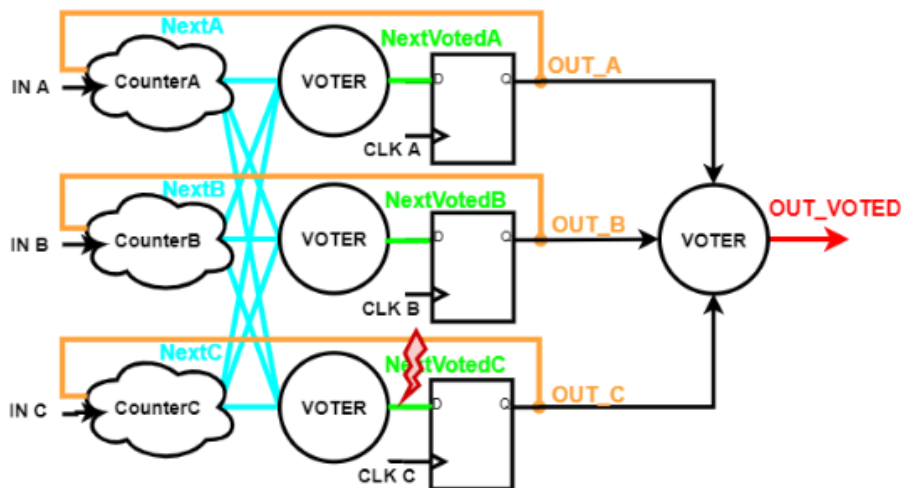 NextA
NextVotedA
IN A
CounterA
VOTER
D
Q
OUT_A
CLK A
NextB
NextVotedB
IN B
CounterB
VOTER
D
Q
OUT_B
VOTER
OUT_VOTED
CLK B
NextC
NextVotedC
IN C
CounterC
VOTER
D
Q
OUT_C
CLK C